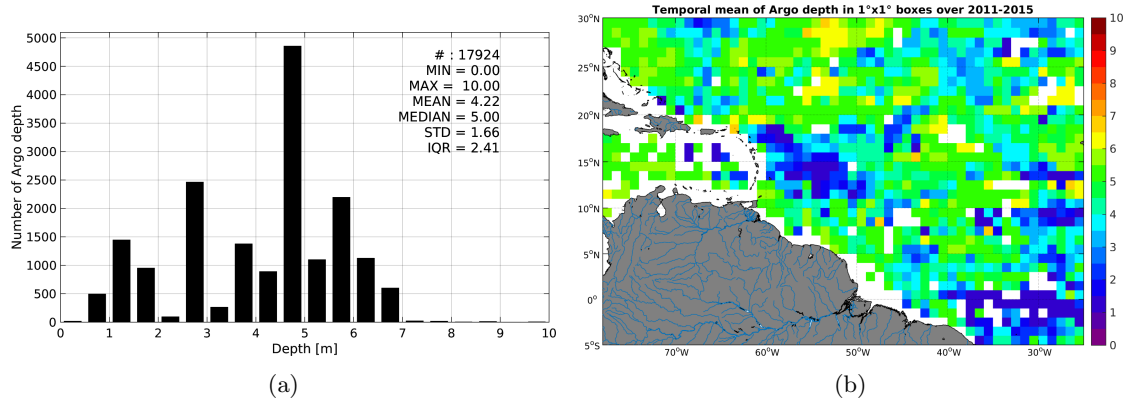 5000
4500
4000
3500
3000
2500
2000
1500
1000
500
0
Number of Argo depth
# : 17924
MIN = 0.00
MAX = 10.00
MEAN = 4.22
MEDIAN = 5.00
STD = 1.66
IQR = 2.41
0 1 2 3 4 5 6 7 8 9 10
Depth [m]
(a)
Temporal mean of Argo depth in 1°x1° boxes over 2011-2015
30°N
25°N
20°N
15°N
10°N
5°N
0°
5°S
70°W 60°W 50°W 40°W 30°W
10
9
8
7
6
5
4
3
2
1
0
(b)